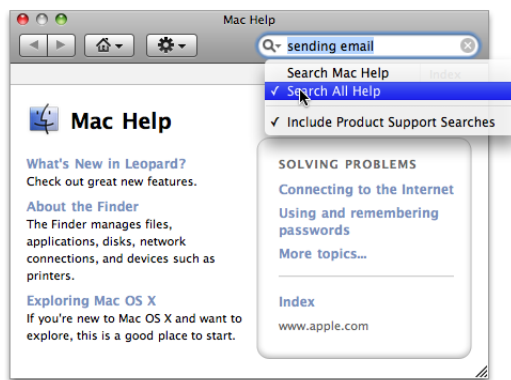 Mac Help
sending email
Search Mac Help
Index
✓ Search All Help
✓ Include Product Support Searches
Mac Help
What's New in Leopard?
Check out great new features.
About the Finder
The Finder manages files,
applications, disks, network
connections, and devices such as
printers.
Exploring Mac OS X
If you're new to Mac OS X and want to
explore, this is a good place to start.
SOLVING PROBLEMS
Connecting to the Internet
Using and remembering
passwords
More topics...
Index
www.apple.com